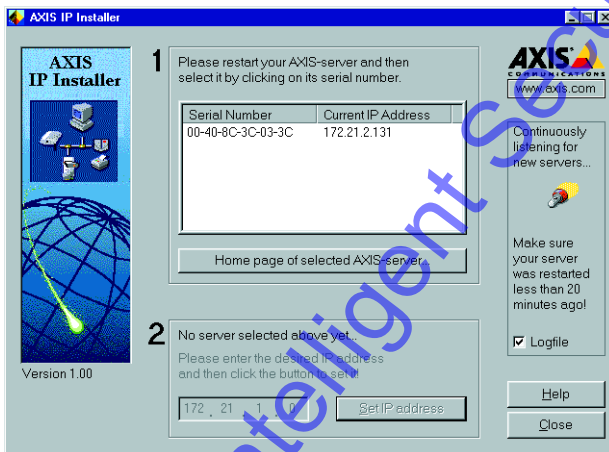 AXIS IP Installer
AXIS
IP Installer
Version 1.00
1
Please restart your AXIS-server and then
select it by clicking on its serial number.
Serial Number Current IP Address
00-40-8C-3C-03-3C 172.21.2.131
Home page of selected AXIS-server...
2
No server selected above yet...
Please enter the desired IP address
and then click the button to set it!
172 . 21 . 1 . 0
Set IP address
AXIS
COMMUNICATIONS
www.axis.com
Continuously
listening for
new servers...
Make sure
your server
was restarted
less than 20
minutes ago!
Logfile
Help
Close
Intelligent Secu